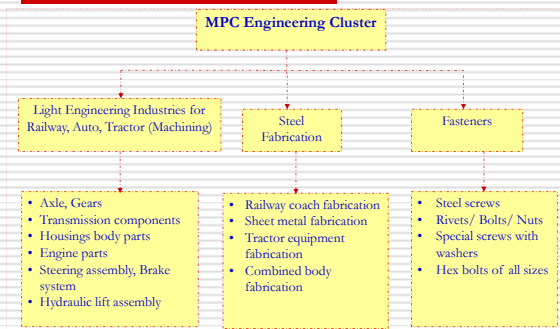 MPC Engineering Cluster
Light Engineering Industries for
Railway, Auto, Tractor (Machining)
Steel
Fabrication
Fasteners
• Axle, Gears
• Transmission components
• Housings body parts
• Engine parts
• Steering assembly, Brake
system
• Hydraulic lift assembly
• Railway coach fabrication
• Sheet metal fabrication
• Tractor equipment
fabrication
• Combined body
fabrication
• Steel screws
• Rivets/ Bolts/ Nuts
• Special screws with
washers
• Hex bolts of all sizes